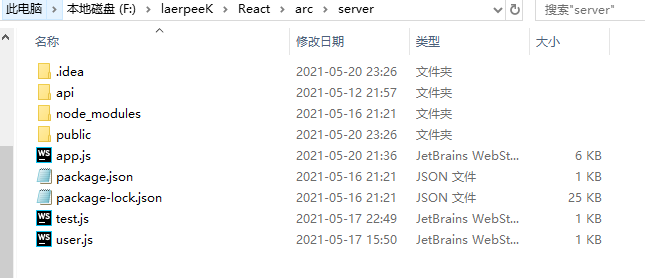 此电脑 › 本地磁盘 (F:) › laerpeeK › React › arc › server 搜索"server"
名称 修改日期 类型 大小
.idea 2021-05-20 23:26 文件夹
api 2021-05-12 21:57 文件夹
node_modules 2021-05-16 21:21 文件夹
public 2021-05-20 23:26 文件夹
WS app.js 2021-05-20 21:36 JetBrains WebSt... 6 KB
package.json 2021-05-16 21:21 JSON 文件 1 KB
package-lock.json 2021-05-16 21:21 JSON 文件 25 KB
WS test.js 2021-05-17 22:49 JetBrains WebSt... 1 KB
WS user.js 2021-05-17 15:50 JetBrains WebSt... 1 KB